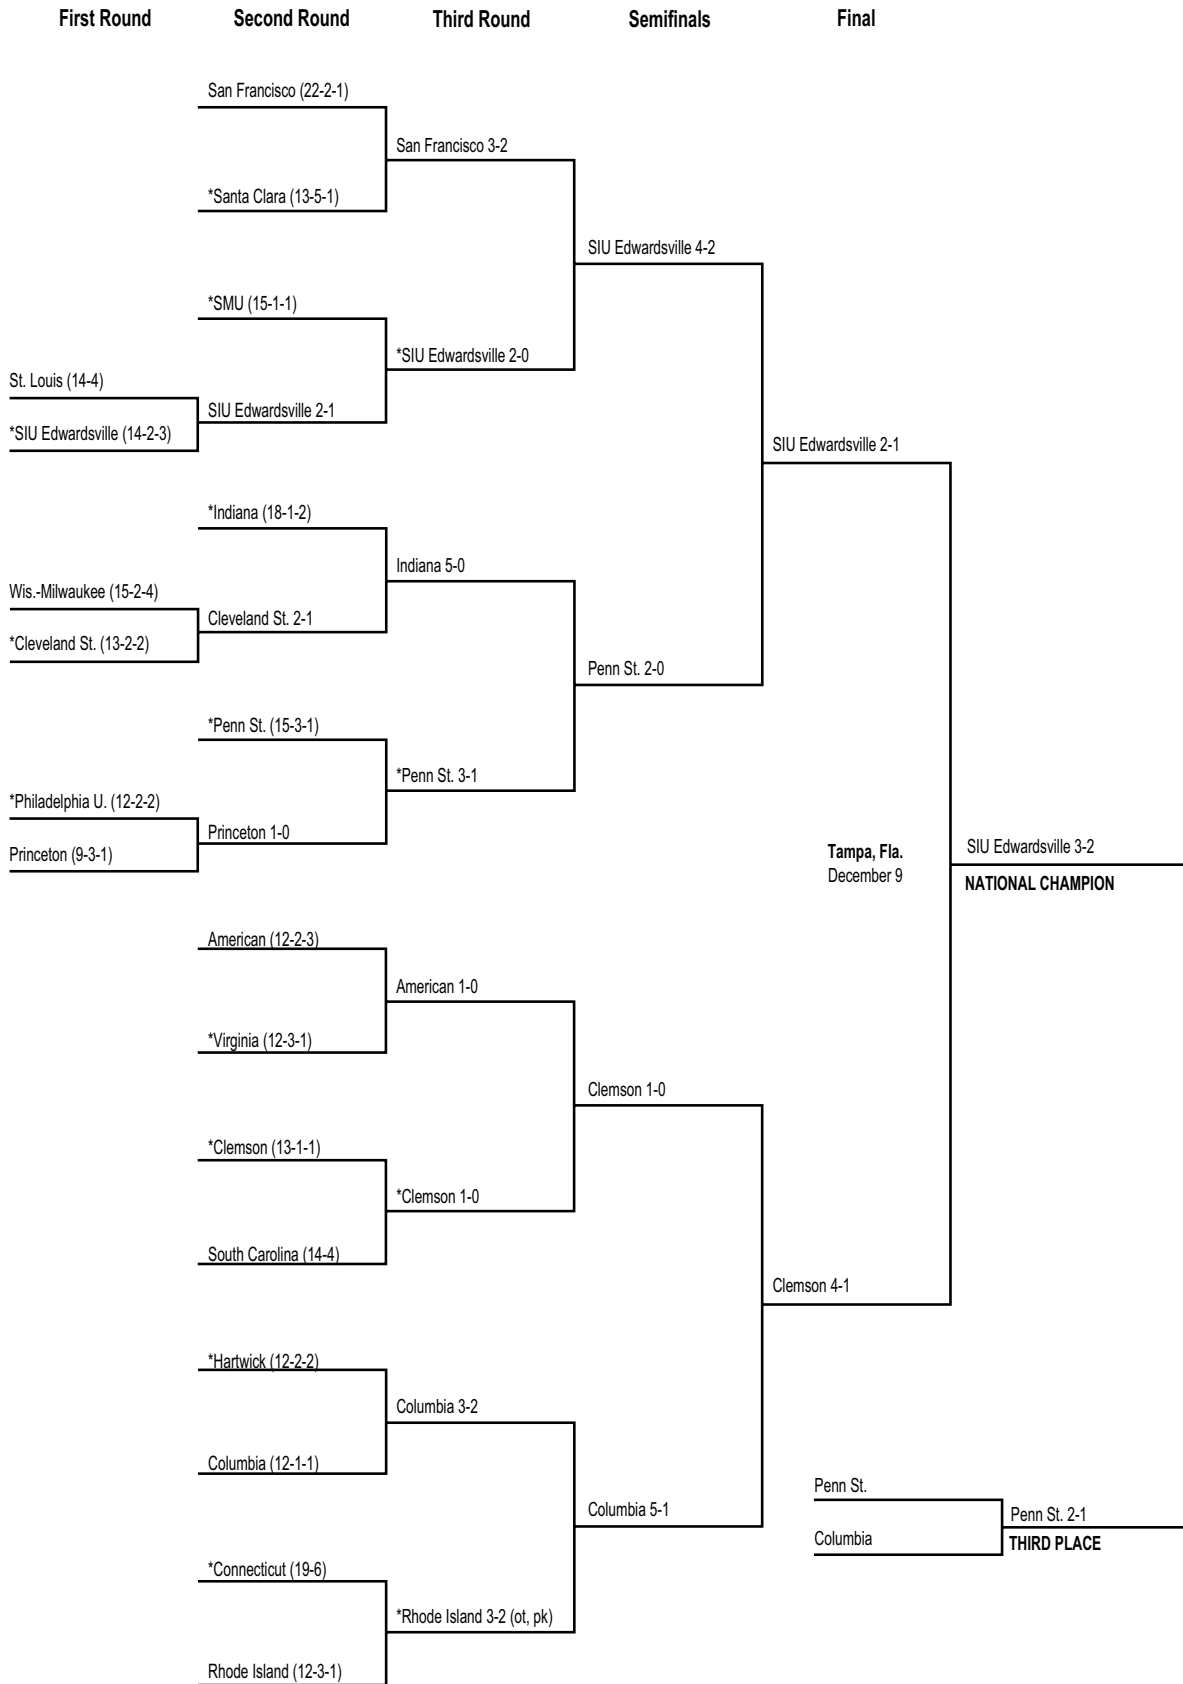 First Round Second Round Third Round Semifinals Final
San Francisco (22-2-1)
San Francisco 3-2
*Santa Clara (13-5-1)
SIU Edwardsville 4-2
*SMU (15-1-1)
*SIU Edwardsville 2-0
St. Louis (14-4)
SIU Edwardsville 2-1
*SIU Edwardsville (14-2-3)
SIU Edwardsville 2-1
*Indiana (18-1-2)
Indiana 5-0
Wis.-Milwaukee (15-2-4)
Cleveland St. 2-1
*Cleveland St. (13-2-2)
Penn St. 2-0
*Penn St. (15-3-1)
*Penn St. 3-1
*Philadelphia U. (12-2-2)
Princeton 1-0
Princeton (9-3-1)
Tampa, Fla.
December 9
SIU Edwardsville 3-2
NATIONAL CHAMPION
American (12-2-3)
American 1-0
*Virginia (12-3-1)
Clemson 1-0
*Clemson (13-1-1)
*Clemson 1-0
South Carolina (14-4)
Clemson 4-1
*Hartwick (12-2-2)
Columbia 3-2
Columbia (12-1-1)
Columbia 5-1
*Connecticut (19-6)
*Rhode Island 3-2 (ot, pk)
Rhode Island (12-3-1)
Penn St.
Penn St. 2-1
Columbia
THIRD PLACE